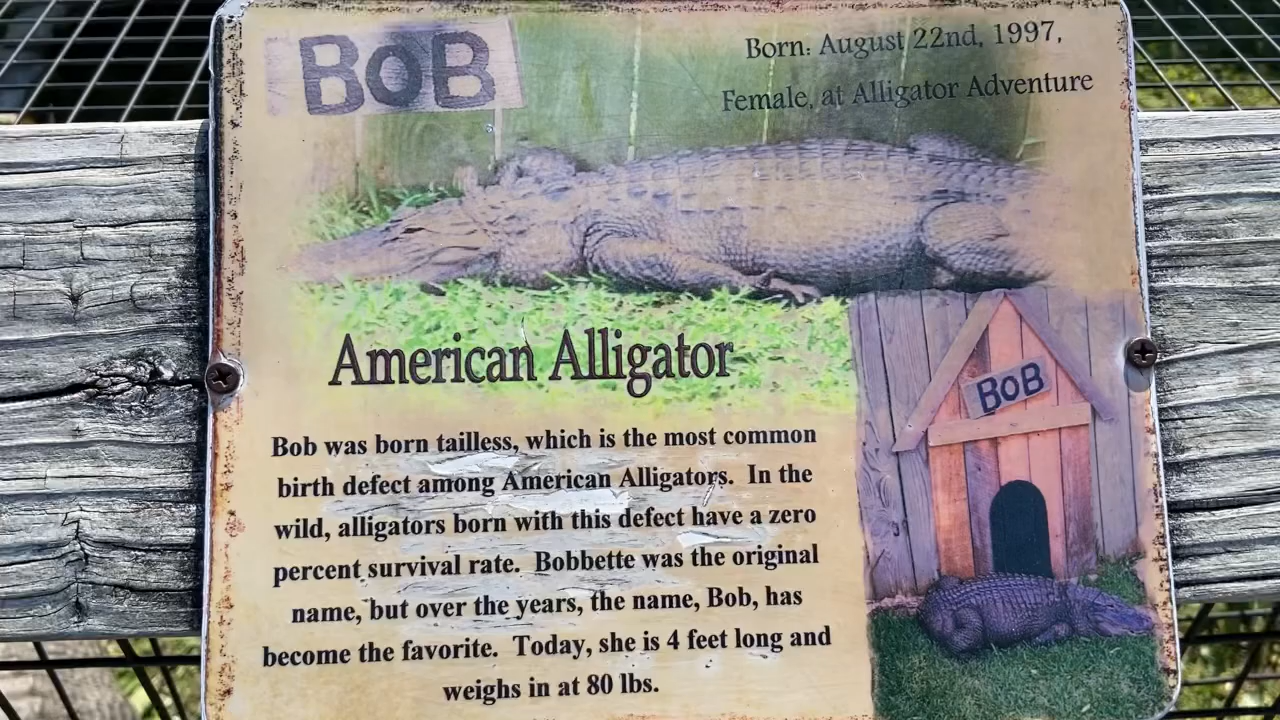 BOB
Born: August 22nd, 1997,
Female, at Alligator Adventure
American Alligator
BOB
Bob was born tailless, which is the most common
birth defect among American Alligators. In the
wild, alligators born with this defect have a zero
percent survival rate. Bobbette was the original
name, but over the years, the name, Bob, has
become the favorite. Today, she is 4 feet long and
weighs in at 80 lbs.